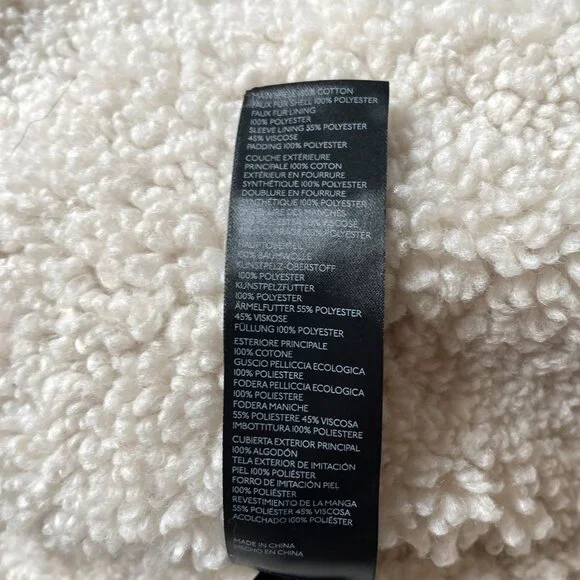 MAIN SHELL 100% COTTON
FAUX FUR SHELL 100% POLYESTER
FAUX FUR LINING
100% POLYESTER
SLEEVE LINING 55% POLYESTER
45% VISCOSE
PADDING 100% POLYESTER
COUCHE EXTÉRIEURE
PRINCIPALE 100% COTON
EXTÉRIEUR EN FOURRURE
SYNTHÉTIQUE 100% POLYESTER
DOUBLURE EN FOURRURE
SYNTHÉTIQUE 100% POLYESTER
DOUBLURE DES MANCHES
VISCOSE
100% POLYESTER
100% BAUMWOLLE
KUNSTPELZ-OBERSTOFF
100% POLYESTER
KUNSTPELZFUTTER
100% POLYESTER
ÄRMELFUTTER 55% POLYESTER
45% VISKOSE
FÜLLUNG 100% POLYESTER
ESTERIORE PRINCIPALE
100% COTONE
GUSCIO PELLICCIA ECOLOGICA
100% POLIESTERE
FODERA PELLICCIA ECOLOGICA
100% POLIESTERE
FODERA MANICHE
55% POLIESTERE 45% VISCOSA
IMBOTTITURA 100% POLIESTERE
CUBIERTA EXTERIOR PRINCIPAL
100% ALGODÓN
TELA EXTERIOR DE IMITACIÓN
PIEL 100% POLIÉSTER
FORRO DE IMITACIÓN PIEL
100% POLIÉSTER
REVESTIMIENTO DE LA MANGA
55% POLIÉSTER 45% VISCOSA
ACOLCHADO 100% POLIÉSTER
MADE IN CHINA
HECHO EN CHINA